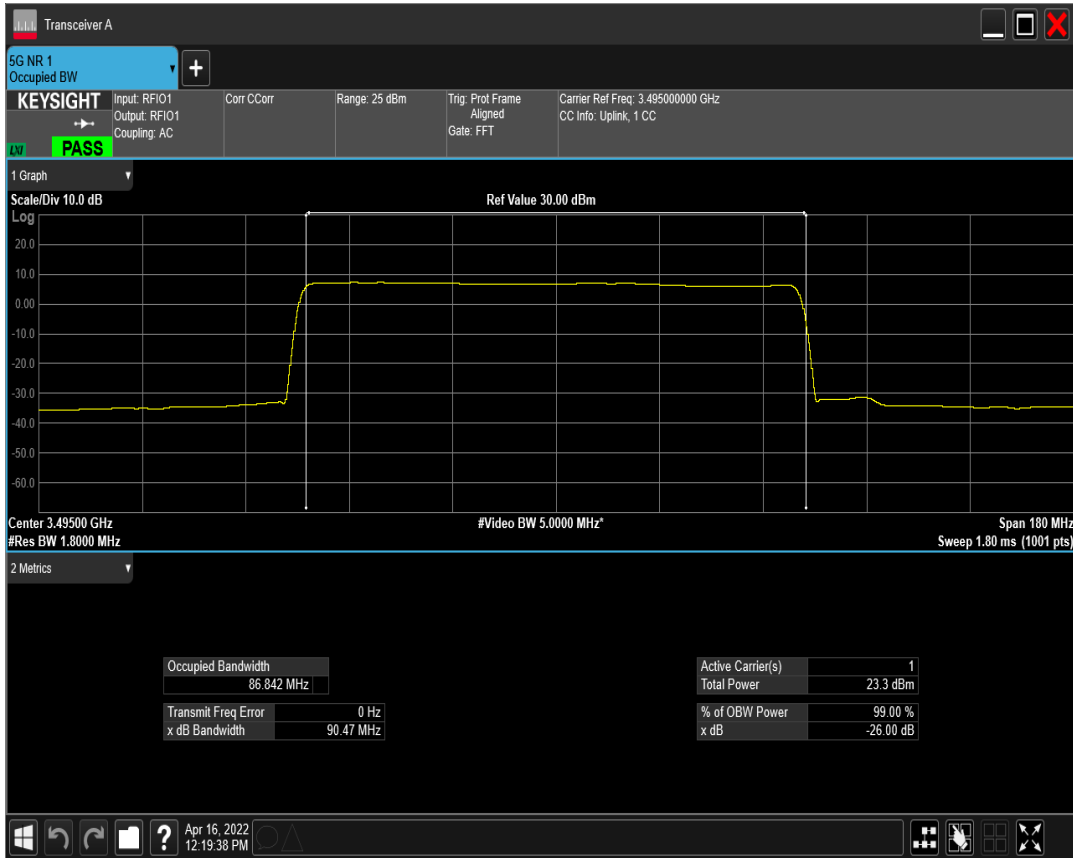 Transceiver A
5G NR 1
Occupied BW
KEYSIGHT
Input: RFIO1
Output: RFIO1
Coupling: AC
Corr CCorr
Range: 25 dBm
Trig: Prot Frame
Aligned
Gate: FFT
Carrier Ref Freq: 3.495000000 GHz
CC Info: Uplink, 1 CC
LXI
PASS
1 Graph
Scale/Div 10.0 dB
Ref Value 30.00 dBm
Log
20.0
10.0
0.00
-10.0
-20.0
-30.0
-40.0
-50.0
-60.0
Center 3.49500 GHz
#Video BW 5.0000 MHz*
Span 180 MHz
#Res BW 1.8000 MHz
Sweep 1.80 ms (1001 pts)
2 Metrics
Occupied Bandwidth
86.842 MHz
Transmit Freq Error 0 Hz
x dB Bandwidth 90.47 MHz
Active Carrier(s) 1
Total Power 23.3 dBm
% of OBW Power 99.00 %
x dB -26.00 dB
?
Apr 16, 2022
12:19:38 PM